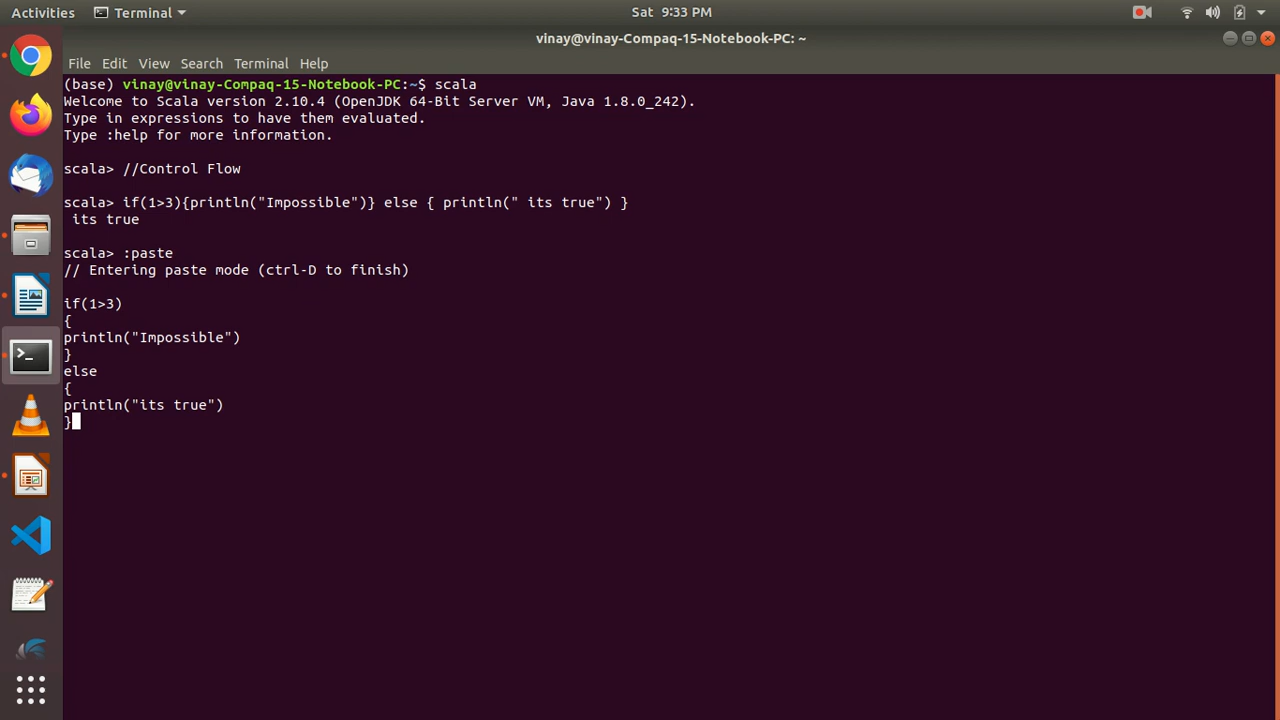 Activities Terminal Sat 9:33 PM
vinay@vinay-Compaq-15-Notebook-PC: ~
File Edit View Search Terminal Help
(base) vinay@vinay-Compaq-15-Notebook-PC:~$ scala
Welcome to Scala version 2.10.4 (OpenJDK 64-Bit Server VM, Java 1.8.0_242).
Type in expressions to have them evaluated.
Type :help for more information.
scala> //Control Flow
scala> if(1>3){println("Impossible")} else { println(" its true") }
its true
scala> :paste
// Entering paste mode (ctrl-D to finish)
if(1>3)
{
println("Impossible")
}
else
{
println("its true")
}